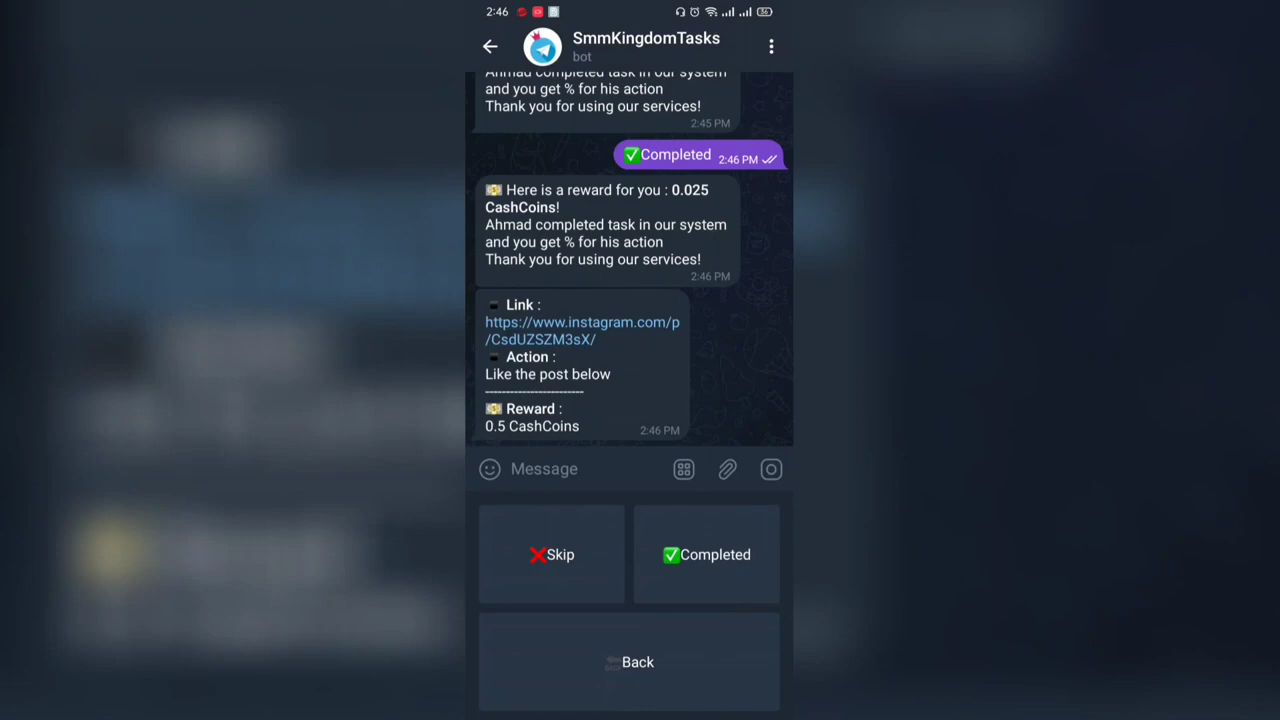 2:46
56
SmmKingdomTasks
bot
Ahmad completed task in our system
and you get % for his action
Thank you for using our services!
2:45 PM
✅Completed 2:46 PM
💵 Here is a reward for you : 0.025
CashCoins!
Ahmad completed task in our system
and you get % for his action
Thank you for using our services!
2:46 PM
▪️ Link :
https://www.instagram.com/p
/CsdUZSZM3sX/
▪️ Action :
Like the post below
-----------------------
💵 Reward :
0.5 CashCoins 2:46 PM
Message
❌Skip
✅Completed
🔙Back